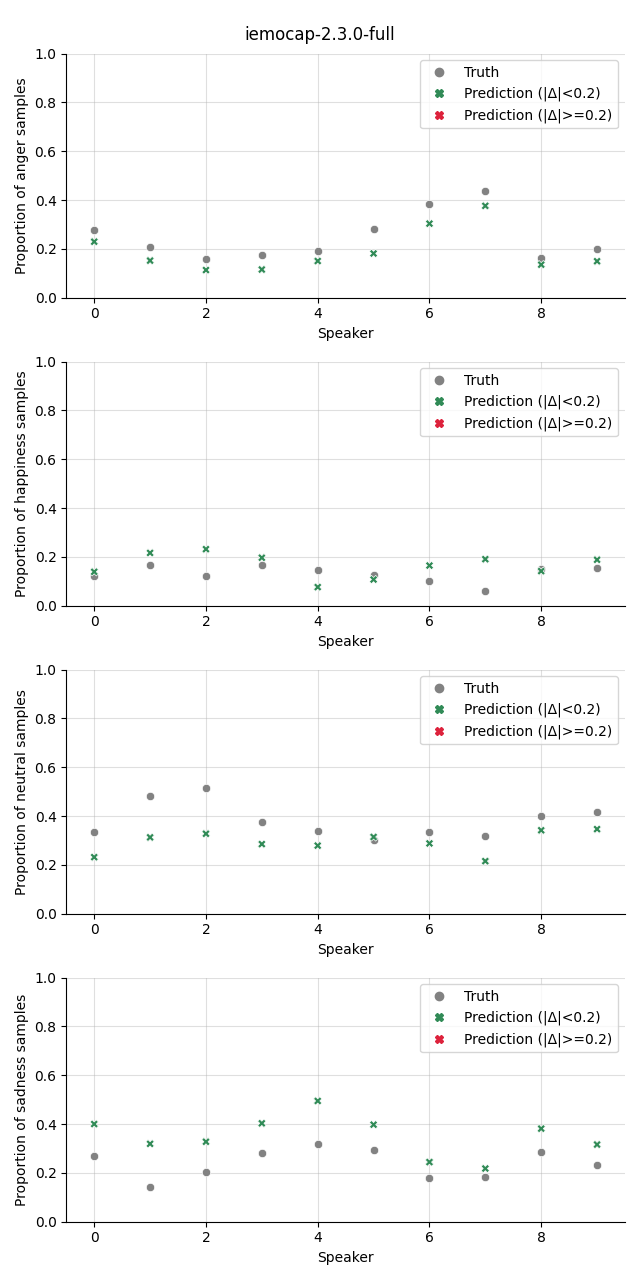 iemocap-2.3.0-full
Proportion of anger samples
1.0
0.8
0.6
0.4
0.2
0.0
Truth
Prediction (|Δ|<0.2)
Prediction (|Δ|>=0.2)
0 2 4 6 8
Speaker
Proportion of happiness samples
1.0
0.8
0.6
0.4
0.2
0.0
Truth
Prediction (|Δ|<0.2)
Prediction (|Δ|>=0.2)
0 2 4 6 8
Speaker
Proportion of neutral samples
1.0
0.8
0.6
0.4
0.2
0.0
Truth
Prediction (|Δ|<0.2)
Prediction (|Δ|>=0.2)
0 2 4 6 8
Speaker
Proportion of sadness samples
1.0
0.8
0.6
0.4
0.2
0.0
Truth
Prediction (|Δ|<0.2)
Prediction (|Δ|>=0.2)
0 2 4 6 8
Speaker